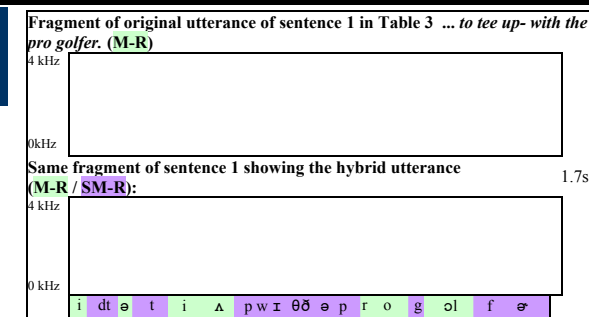 Fragment of original utterance of sentence 1 in Table 3 ... to tee up- with the
pro golfer. (M-R)
4 kHz
0kHz
Same fragment of sentence 1 showing the hybrid utterance
(M-R / SM-R):
1.7s
4 kHz
0 kHz
i dt ə t i ʌ p w ɪ θð ə p r o g ɔl f ɚ